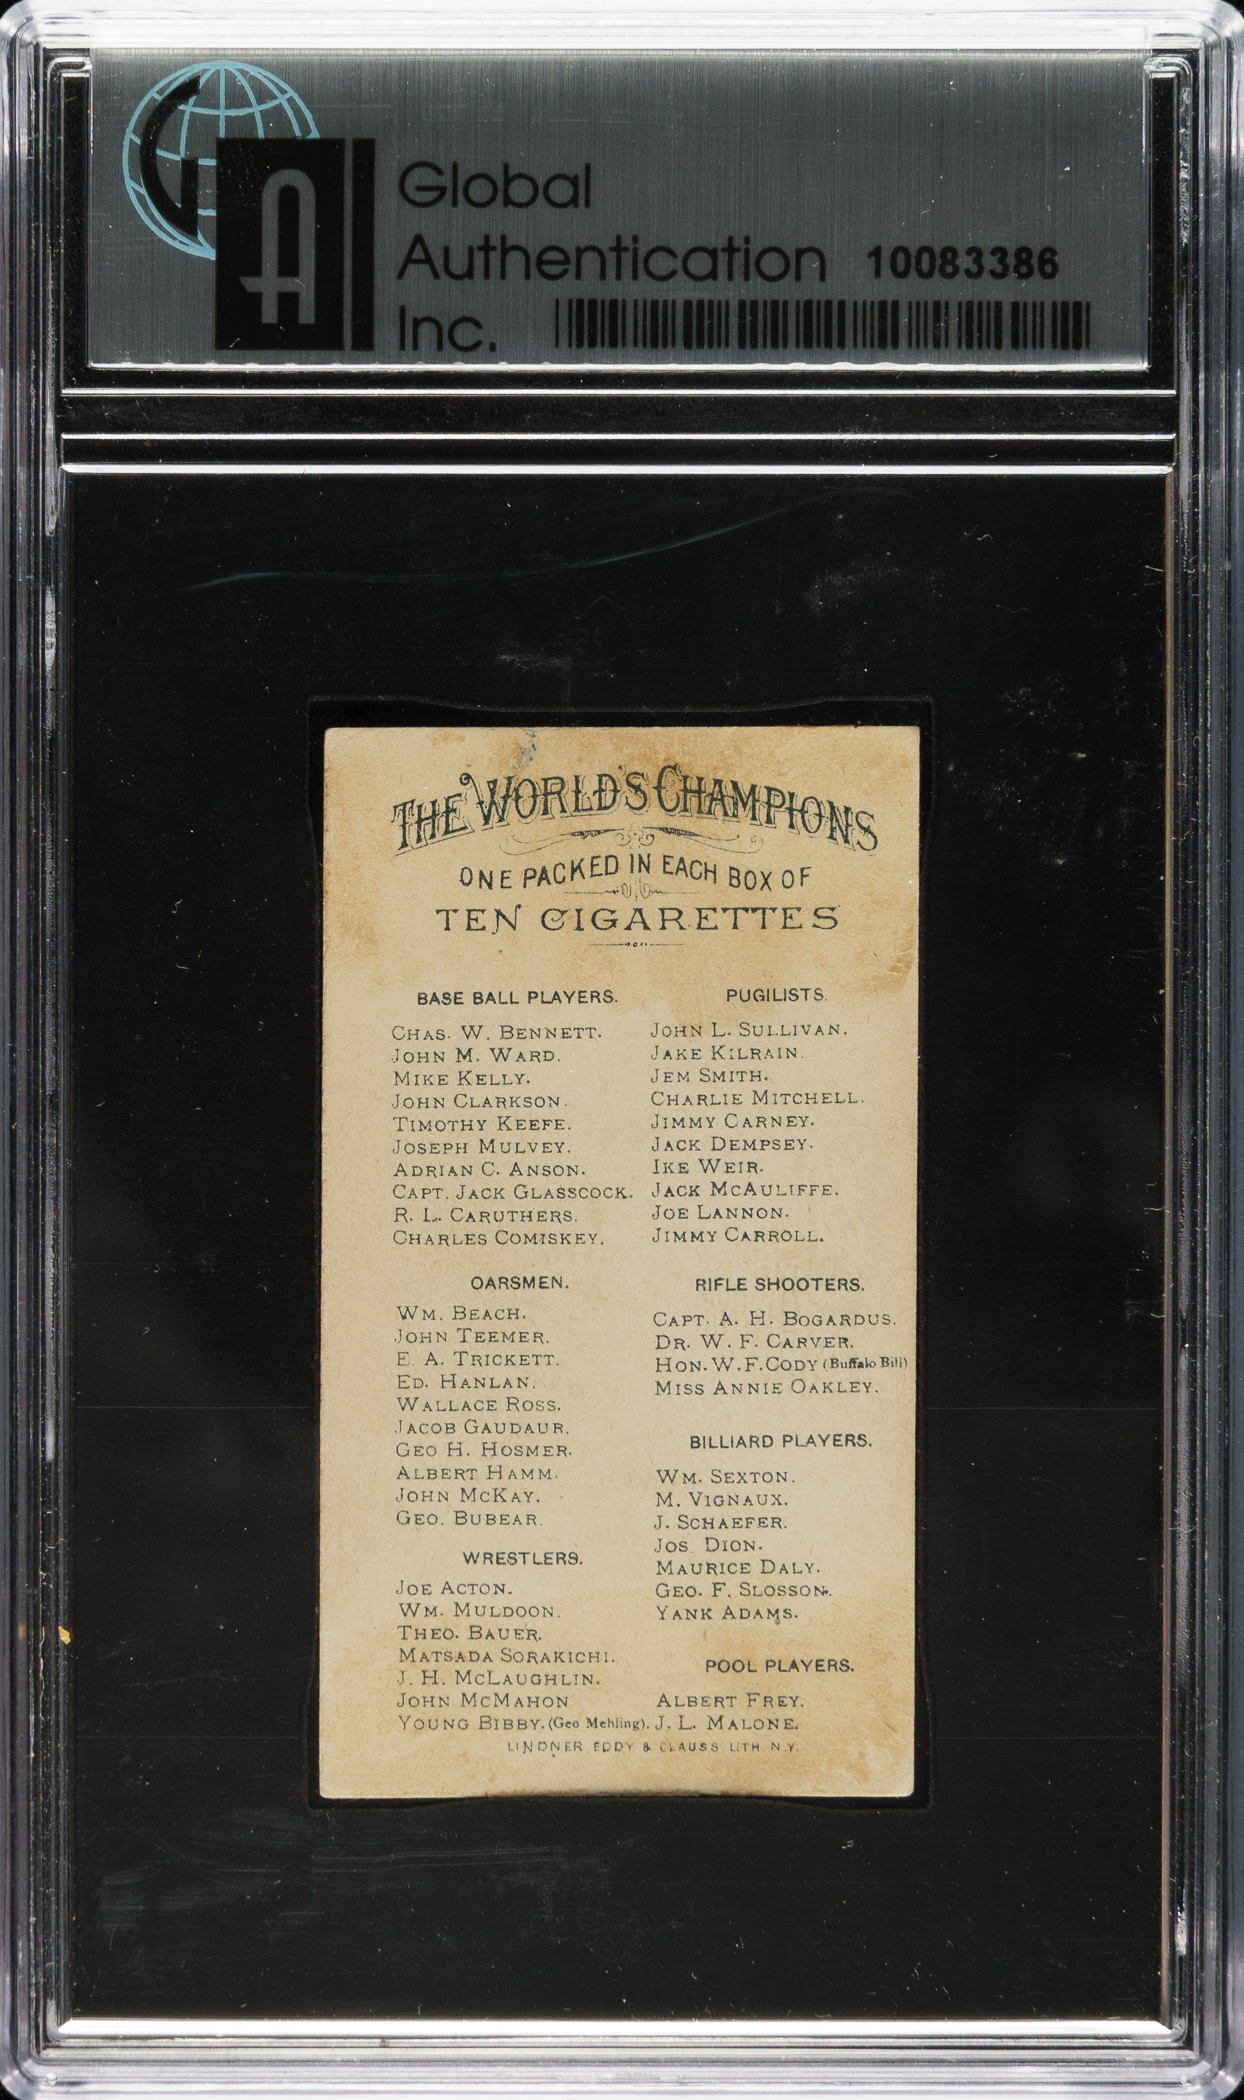 Global
Authentication 10083386
Inc.
THE WORLD'S CHAMPIONS
ONE PACKED IN EACH BOX OF
TEN CIGARETTES
BASE BALL PLAYERS.
CHAS. W. BENNETT.
JOHN M. WARD.
MIKE KELLY.
JOHN CLARKSON.
TIMOTHY KEEFE.
JOSEPH MULVEY.
ADRIAN C. ANSON.
CAPT. JACK GLASSCOCK.
R. L. CARUTHERS.
CHARLES COMISKEY.
OARSMEN.
WM. BEACH.
JOHN TEEMER.
E. A. TRICKETT.
ED. HANLAN.
WALLACE ROSS.
JACOB GAUDAUR.
GEO H. HOSMER.
ALBERT HAMM.
JOHN MCKAY.
GEO. BUBEAR.
WRESTLERS.
JOE ACTON.
WM. MULDOON.
THEO. BAUER.
MATSADA SORAKICHI.
J. H. MCLAUGHLIN.
JOHN MCMAHON
YOUNG BIBBY. (Geo Mehling).
PUGILISTS.
JOHN L. SULLIVAN.
JAKE KILRAIN.
JEM SMITH.
CHARLIE MITCHELL.
JIMMY CARNEY.
JACK DEMPSEY.
IKE WEIR.
JACK MCAULIFFE.
JOE LANNON.
JIMMY CARROLL.
RIFLE SHOOTERS.
CAPT. A. H. BOGARDUS.
DR. W. F. CARVER.
HON. W. F. CODY (Buffalo Bill)
MISS ANNIE OAKLEY.
BILLIARD PLAYERS.
WM. SEXTON.
M. VIGNAUX.
J. SCHAEFER.
JOS. DION.
MAURICE DALY.
GEO. F. SLOSSON.
YANK ADAMS.
POOL PLAYERS.
ALBERT FREY.
J. L. MALONE.
LINDNER, EDDY & CLAUSS, LITH. N.Y.